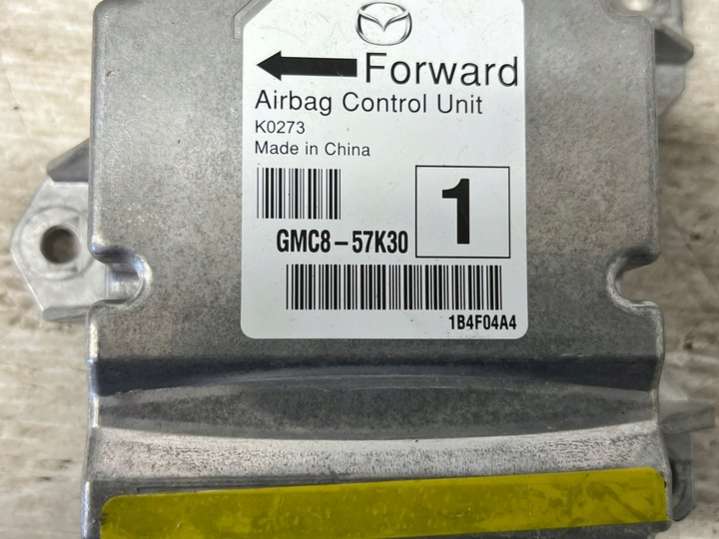 Forward
Airbag Control Unit
K0273
Made in China
1
GMC8-57K30
1B4F04A4